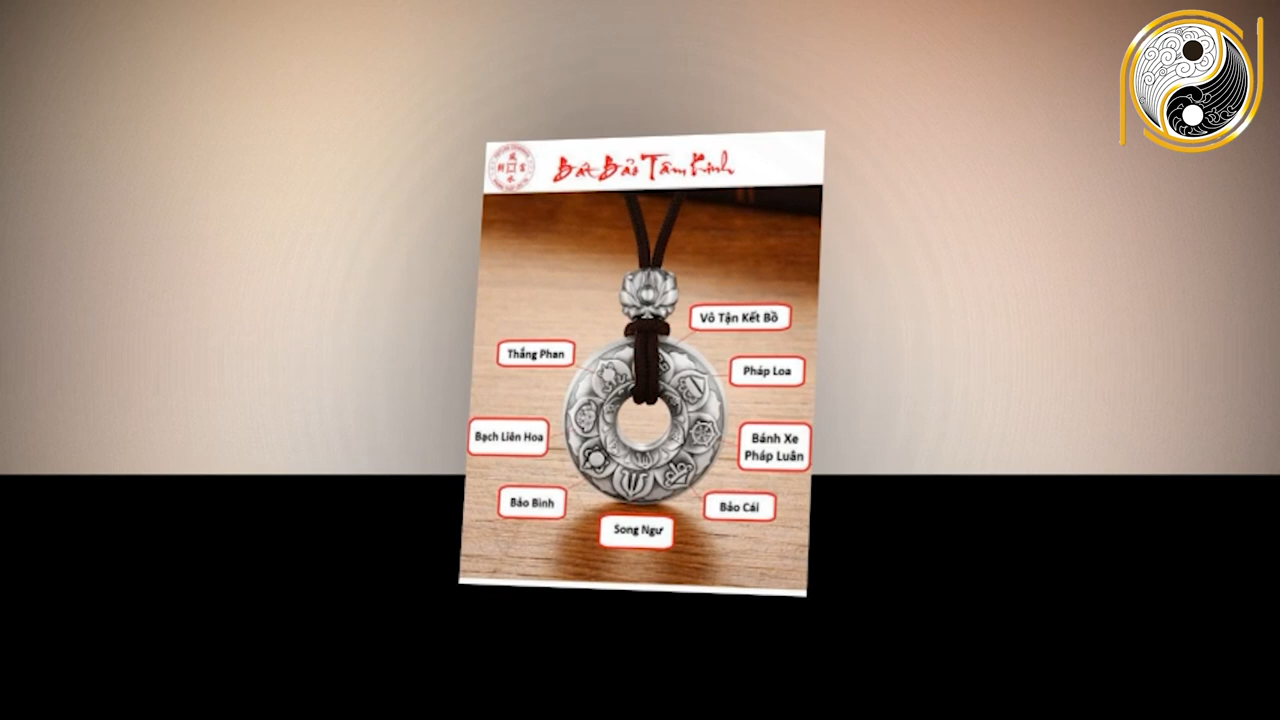 Bát Bảo Tâm Kinh
Vô Tận Kết Bồ
Thắng Phan
Pháp Loa
Bạch Liên Hoa
Bánh Xe
Pháp Luân
Bảo Bình
Bảo Cái
Song Ngư